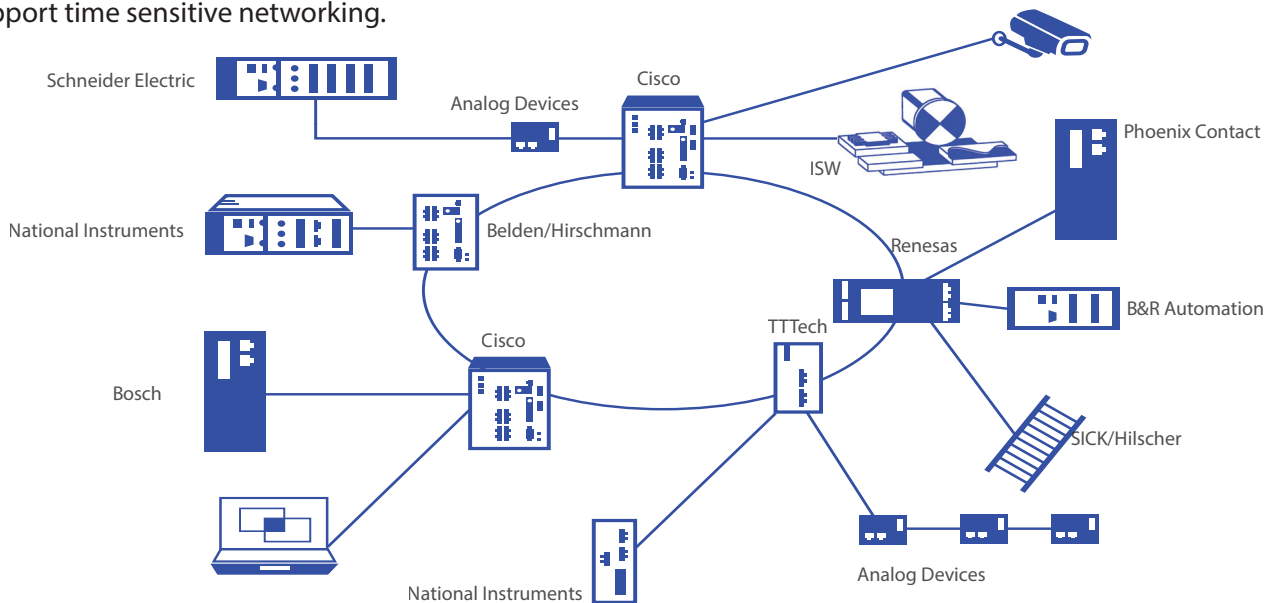 pport time sensitive networking.
Schneider Electric
Analog Devices
Cisco
Phoenix Contact
ISW
National Instruments
Belden/Hirschmann
Renesas
B&R Automation
TTTech
Cisco
Bosch
SICK/Hilscher
Analog Devices
National Instruments